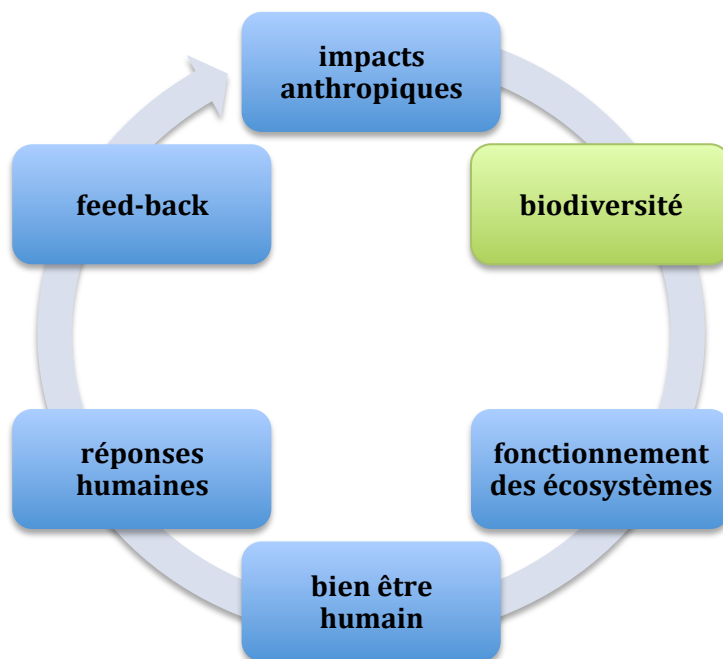 impacts
anthropiques
biodiversité
fonctionnement
des écosystèmes
bien être
humain
réponses
humaines
feed-back